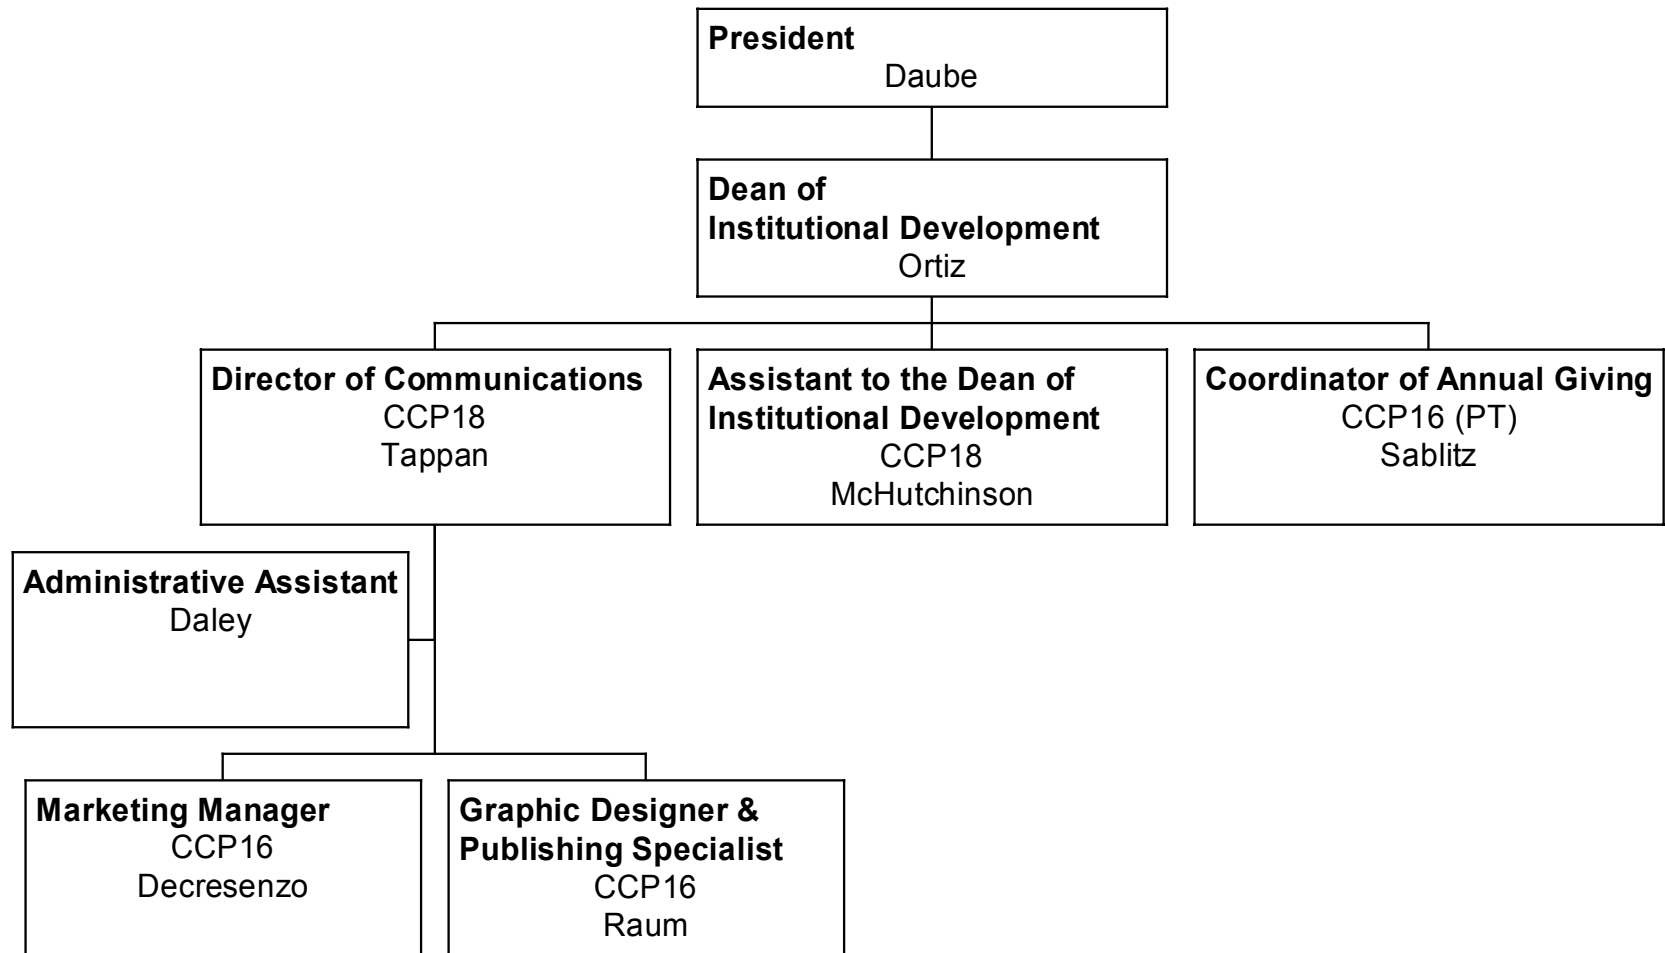 President
Daube
Dean of
Institutional Development
Ortiz
Director of Communications
CCP18
Tappan
Assistant to the Dean of
Institutional Development
CCP18
McHutchinson
Coordinator of Annual Giving
CCP16 (PT)
Sablitz
Administrative Assistant
Daley
Marketing Manager
CCP16
Decresenzo
Graphic Designer &
Publishing Specialist
CCP16
Raum